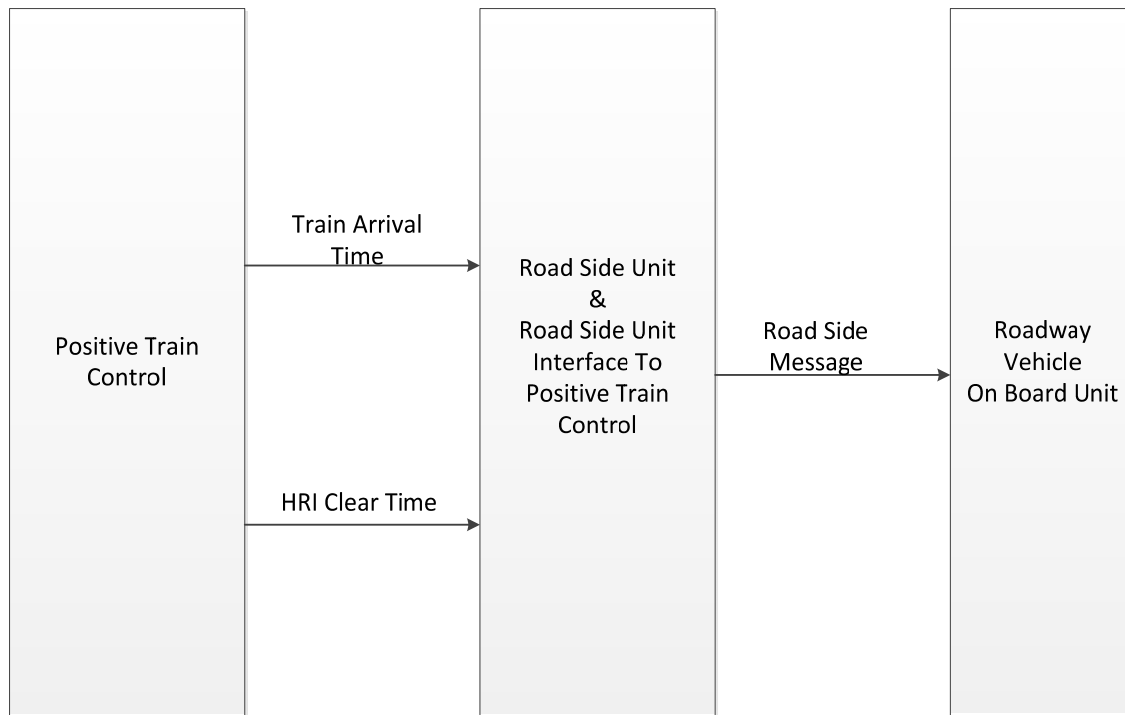 Positive Train
Control
Train Arrival
Time
HRI Clear Time
Road Side Unit
&
Road Side Unit
Interface To
Positive Train
Control
Road Side
Message
Roadway
Vehicle
On Board Unit